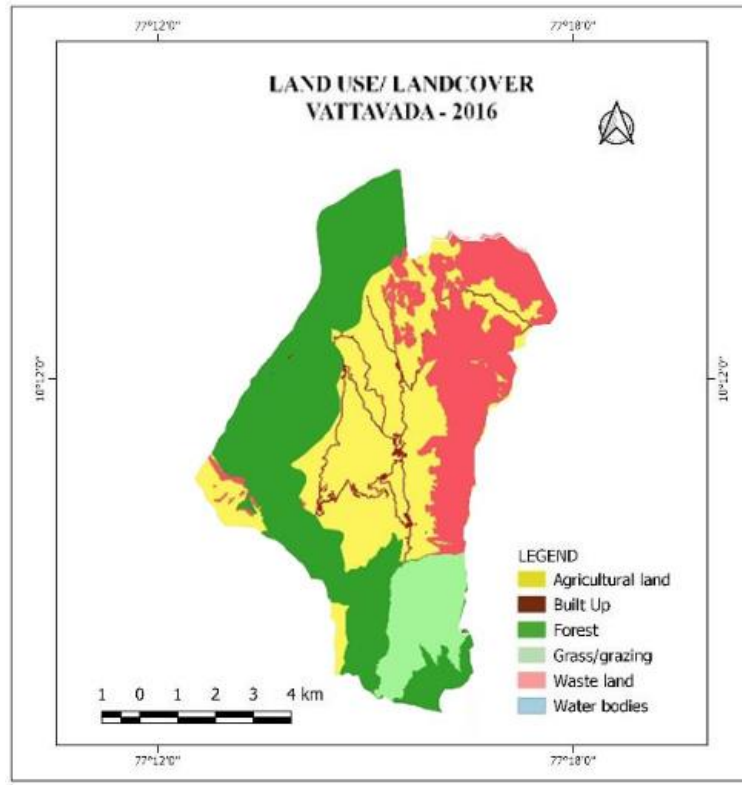 77°12'0" 77°18'0"
LAND USE/ LANDCOVER
VATTAVADA - 2016
10°12'0" 10°12'0"
LEGEND
Agricultural land
Built Up
Forest
Grass/grazing
Waste land
Water bodies
1 0 1 2 3 4 km
77°12'0" 77°18'0"